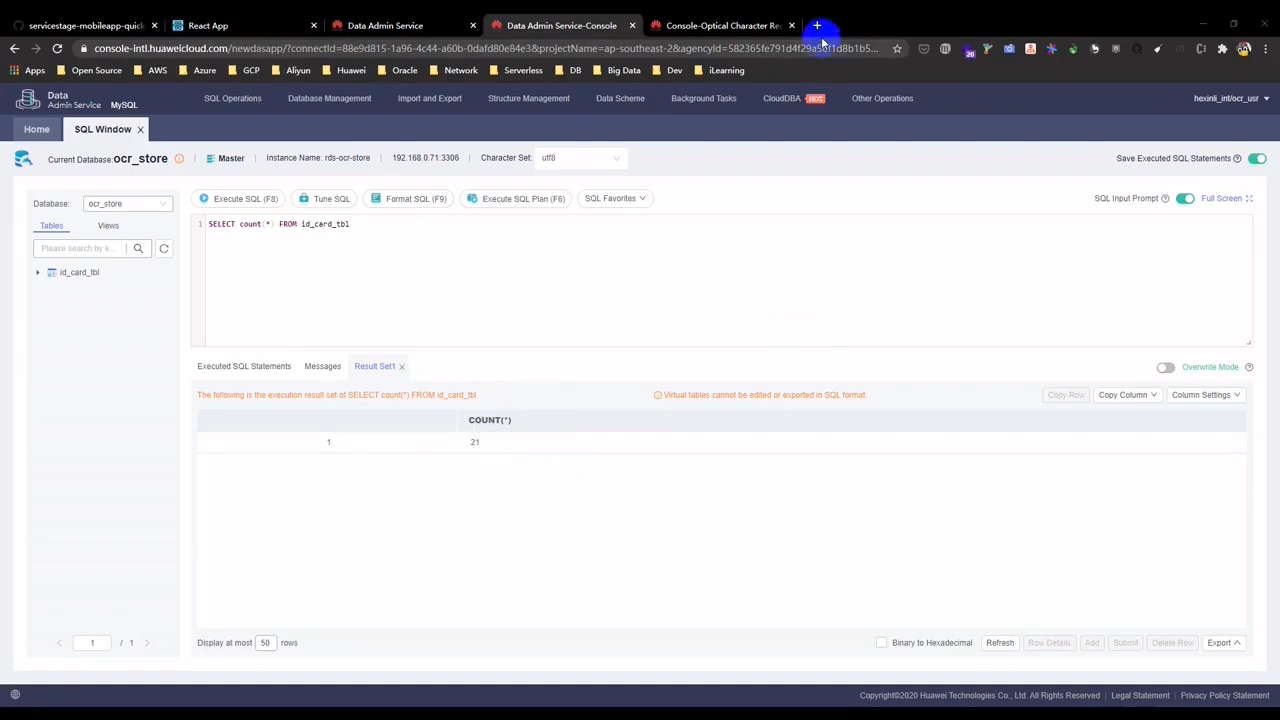 servicestage-mobileapp-quick
React App
Data Admin Service
Data Admin Service-Console
Console-Optical Character Rec
console-intl.huaweicloud.com/newdasapp/?connectId=88e9d815-1a96-4c44-a60b-0dafd80e84e3&projectName=ap-southeast-2&agencyId=582365fe791d4f29a5
Apps
Open Source
AWS
Azure
GCP
Aliyun
Huawei
Oracle
Network
Serverless
DB
Big Data
Dev
iLearning
20
Data
Admin Service MySQL
SQL Operations
Database Management
Import and Export
Structure Management
Data Scheme
Background Tasks
CloudDBA HOT
Other Operations
hexinli_int/ocr_usr
Home
SQL Window
Current Database:ocr_store
Master
Instance Name: rds-ocr-store
192.168.0.71:3306
Character Set:
utf8
Save Executed SQL Statements
Database:
ocr_store
Tables
Views
Please search by k...
id_card_tbl
Execute SQL (F8)
Tune SQL
Format SQL (F9)
Execute SQL Plan (F6)
SQL Favorites
SQL Input Prompt
Full Screen
1 SELECT count(*) FROM id_card_tbl
Executed SQL Statements
Messages
Result Set1
Overwrite Mode
The following is the execution result set of SELECT count(*) FROM id_card_tbl.
Virtual tables cannot be edited or exported in SQL format.
Copy Row
Copy Column
Column Settings
COUNT(*)
1 21
1 / 1
Display at most 50 rows
Binary to Hexadecimal
Refresh
Row Details
Add
Submit
Delete Row
Export
Copyright©2020 Huawei Technologies Co., Ltd. All Rights Reserved | Legal Statement | Privacy Policy Statement